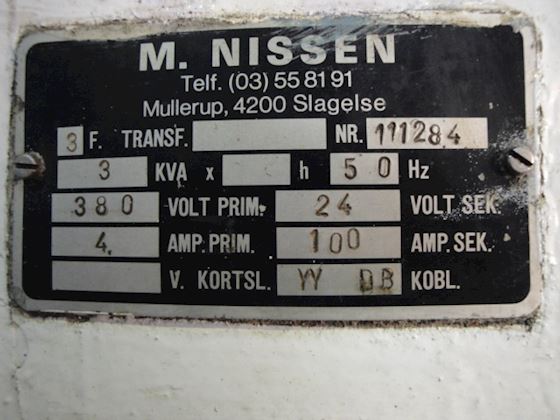 M. NISSEN
Telf. (03) 55 81 91
Mullerup, 4200 Slagelse
3 F. TRANSF. NR. 111284
3 KVA x h 50 Hz
380 VOLT PRIM. 24 VOLT SEK.
4. AMP. PRIM. 100 AMP. SEK.
V. KORTSL. YY DB KOBL.